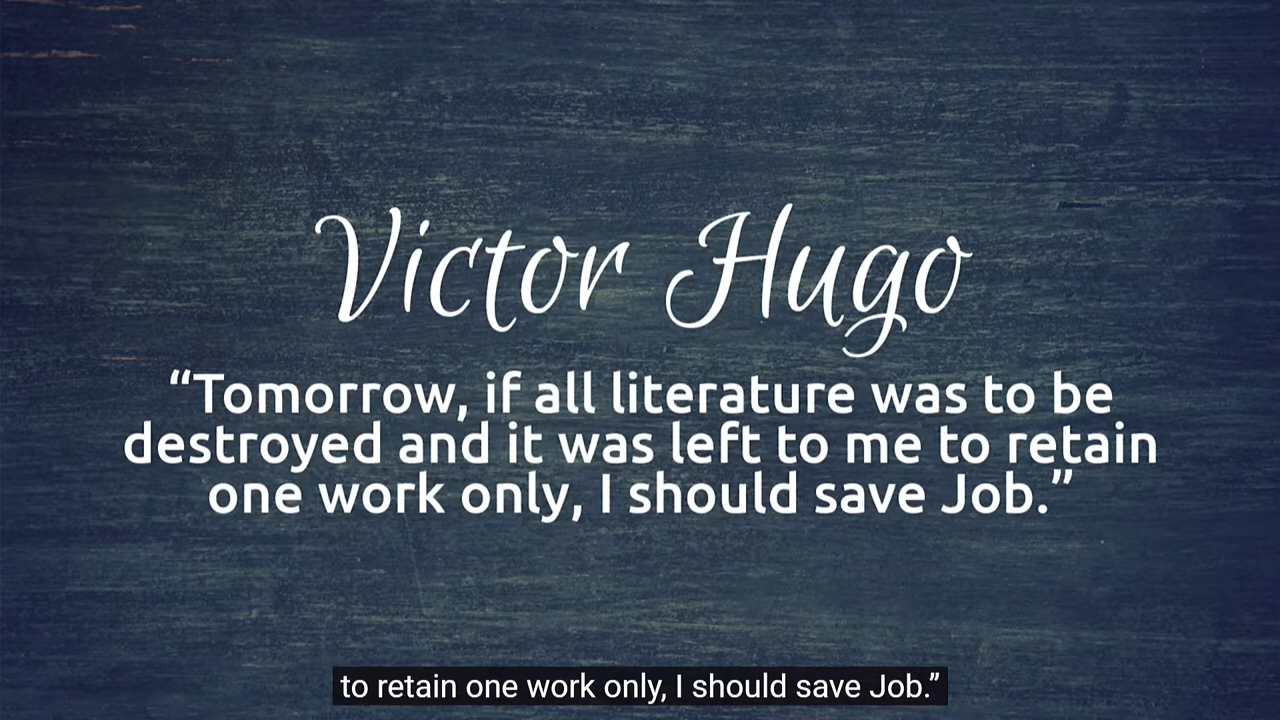 Victor Hugo
“Tomorrow, if all literature was to be
destroyed and it was left to me to retain
one work only, I should save Job.”
to retain one work only, I should save Job.”